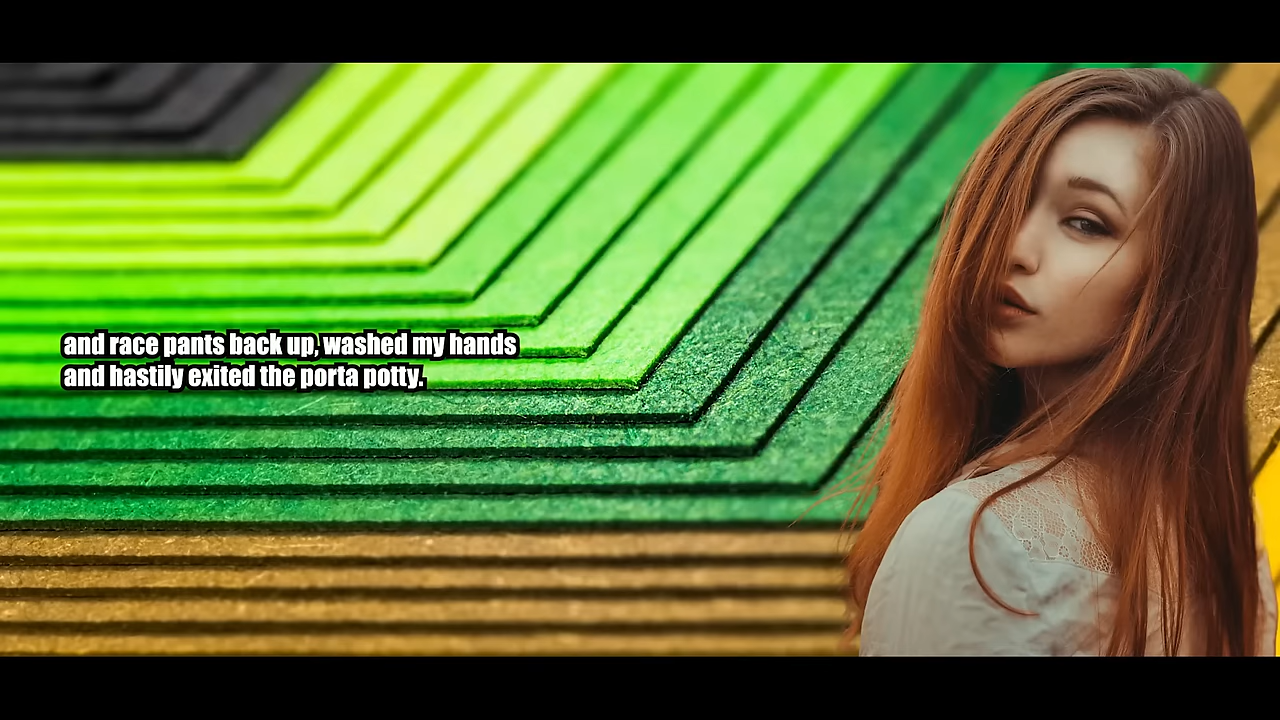 and race pants back up, washed my hands
and hastily exited the porta potty.